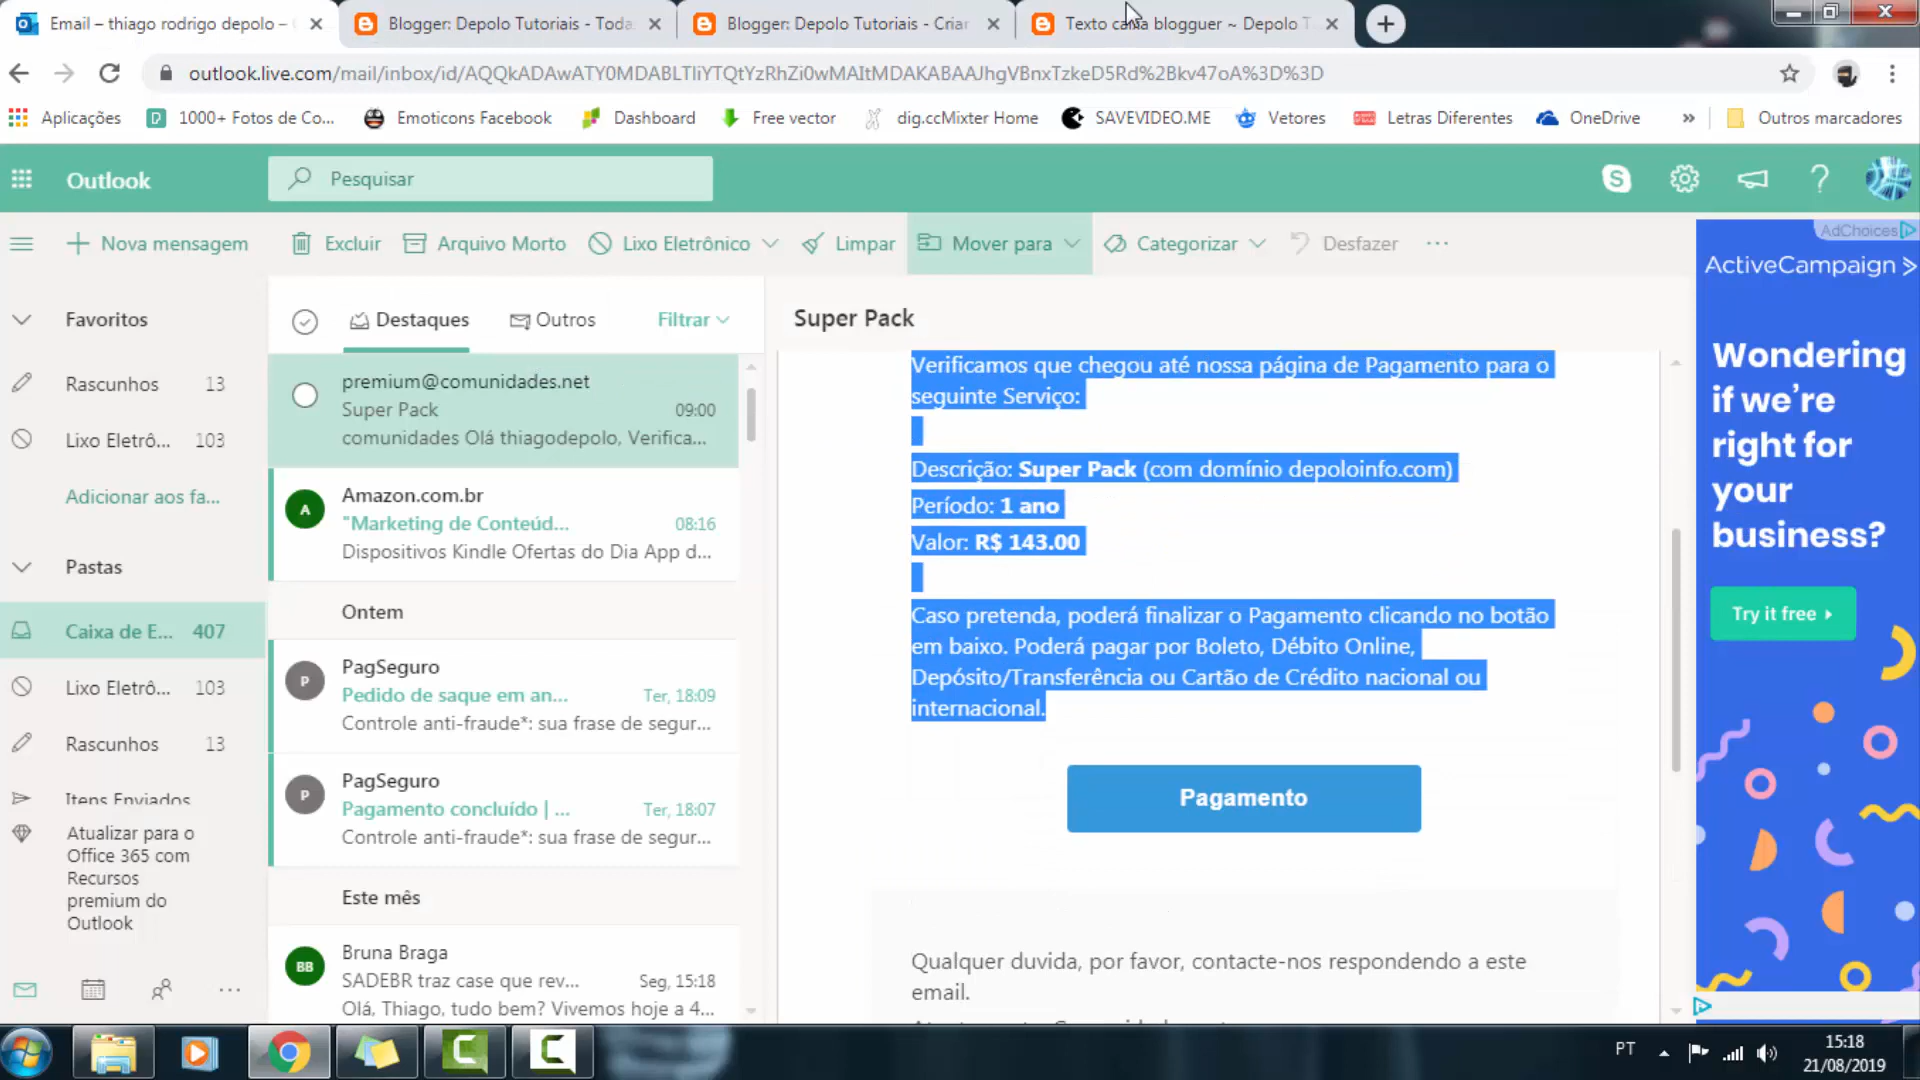 Email – thiago rodrigo depolo –
Blogger: Depolo Tutoriais - Toda
Blogger: Depolo Tutoriais - Criar
Texto caixa blogguer ~ Depolo T
outlook.live.com/mail/inbox/id/AQQkADAwATY0MDABLTliYTQtYzRhZi0wMAItMDAKABAAJhgVBnxTzkeD5Rd%2Bkv47oA%3D%3D
Aplicações
1000+ Fotos de Co...
Emoticons Facebook
Dashboard
Free vector
dig.ccMixter Home
SAVEVIDEO.ME
Vetores
Letras Diferentes
OneDrive
»
Outros marcadores
Outlook
Pesquisar
Nova mensagem
Excluir
Arquivo Morto
Lixo Eletrônico
Limpar
Mover para
Categorizar
Desfazer
Favoritos
Rascunhos 13
Lixo Eletrô... 103
Adicionar aos fa...
Pastas
Caixa de E... 407
Lixo Eletrô... 103
Rascunhos 13
Itens Enviados
Atualizar para o
Office 365 com
Recursos
premium do
Outlook
Destaques
Outros
Filtrar
premium@comunidades.net
Super Pack 09:00
comunidades Olá thiagodepolo, Verifica...
A
Amazon.com.br
"Marketing de Conteúd... 08:16
Dispositivos Kindle Ofertas do Dia App d...
Ontem
P
PagSeguro
Pedido de saque em an... Ter, 18:09
Controle anti-fraude*: sua frase de segur...
P
PagSeguro
Pagamento concluído | ... Ter, 18:07
Controle anti-fraude*: sua frase de segur...
Este mês
BB
Bruna Braga
SADEBR traz case que rev... Seg, 15:18
Olá, Thiago, tudo bem? Vivemos hoje a 4...
Super Pack
Verificamos que chegou até nossa página de Pagamento para o
seguinte Serviço:
Descrição: Super Pack (com domínio depoloinfo.com)
Período: 1 ano
Valor: R$ 143.00
Caso pretenda, poderá finalizar o Pagamento clicando no botão
em baixo. Poderá pagar por Boleto, Débito Online,
Depósito/Transferência ou Cartão de Crédito nacional ou
internacional.
Pagamento
Qualquer duvida, por favor, contacte-nos respondendo a este
email.
AdChoices
ActiveCampaign >
Wondering
if we're
right for
your
business?
Try it free
PT
15:18
21/08/2019